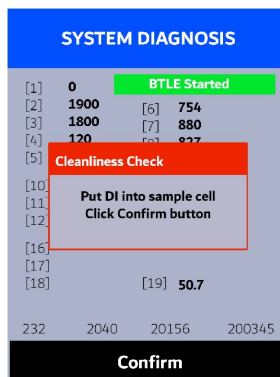 SYSTEM DIAGNOSIS
[1] 0 BTLE Started
[2] 1900 [6] 754
[3] 1800 [7] 880
[4] 120 827
[5]
Cleanliness Check
Put DI into sample cell
Click Confirm button
[10]
[11]
[12]
[16]
[17]
[18] [19] 50.7
232 2040 20156 200345
Confirm